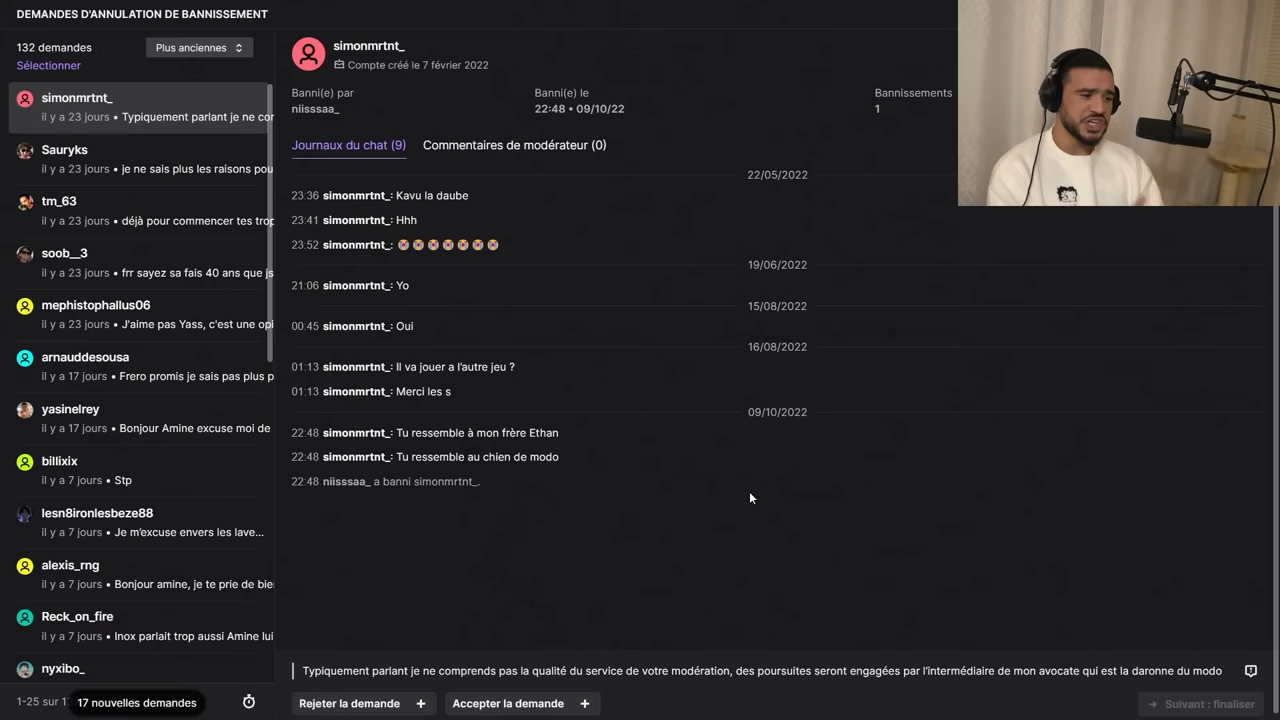 DEMANDES D'ANNULATION DE BANNISSEMENT
132 demandes
Plus anciennes
Sélectionner
simonmrtnt_
il y a 23 jours • Typiquement parlant je ne cor
Sauryks
il y a 23 jours • je ne sais plus les raisons pou
tm_63
il y a 23 jours • déjà pour commencer tes trop
soob__3
il y a 23 jours • frr sayez sa fais 40 ans que js
mephistophallus06
il y a 23 jours • J'aime pas Yass, c'est une opi
arnauddesousa
il y a 17 jours • Frero promis je sais pas plus p
yasinelrey
il y a 17 jours • Bonjour Amine excuse moi de
billixix
il y a 7 jours • Stp
lesn8ironlesbeze88
il y a 7 jours • Je m'excuse envers les lave...
alexis_rng
il y a 7 jours • Bonjour amine, je te prie de bie
Reck_on_fire
il y a 7 jours • Inox parlait trop aussi Amine lui
nyxibo_
1-25 sur 1
17 nouvelles demandes
simonmrtnt_
Compte créé le 7 février 2022
Banni(e) par
niisssaa_
Banni(e) le
22:48 • 09/10/22
Bannissements
1
Journaux du chat (9)
Commentaires de modérateur (0)
22/05/2022
23:36 simonmrtnt_: Kavu la daube
23:41 simonmrtnt_: Hhh
23:52 simonmrtnt_: 😭😭😭😭😭😭😭
19/06/2022
21:06 simonmrtnt_: Yo
15/08/2022
00:45 simonmrtnt_: Oui
16/08/2022
01:13 simonmrtnt_: Il va jouer a l'autre jeu ?
01:13 simonmrtnt_: Merci les s
09/10/2022
22:48 simonmrtnt_: Tu ressemble à mon frère Ethan
22:48 simonmrtnt_: Tu ressemble au chien de modo
22:48 niisssaa_ a banni simonmrtnt_.
Typiquement parlant je ne comprends pas la qualité du service de votre modération, des poursuites seront engagées par l'intermédiaire de mon avocate qui est la daronne du modo
Rejeter la demande +
Accepter la demande +
Suivant : finaliser